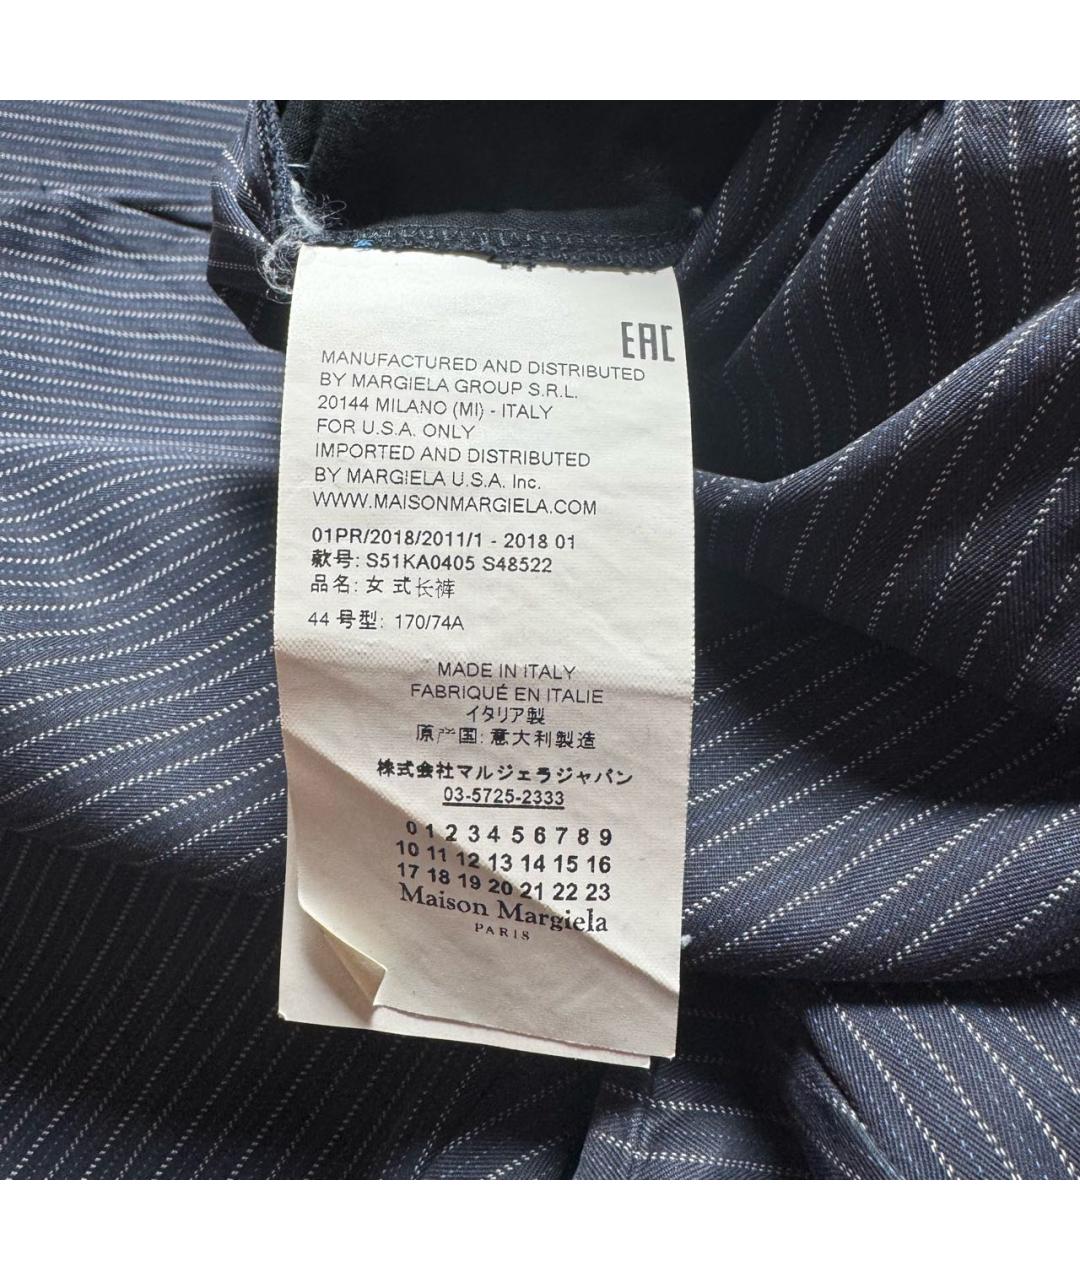 EAC
MANUFACTURED AND DISTRIBUTED
BY MARGIELA GROUP S.R.L.
20144 MILANO (MI) - ITALY
FOR U.S.A. ONLY
IMPORTED AND DISTRIBUTED
BY MARGIELA U.S.A. Inc.
WWW.MAISONMARGIELA.COM
01PR/2018/2011/1 - 2018 01
款号: S51KA0405 S48522
品名: 女 式长裤
44 号型: 170/74A
MADE IN ITALY
FABRIQUÉ EN ITALIE
イタリア製
原产国: 意大利製造
株式会社マルジェラジャパン
03-5725-2333
0 1 2 3 4 5 6 7 8 9
10 11 12 13 14 15 16
17 18 19 20 21 22 23
Maison Margiela
PARIS